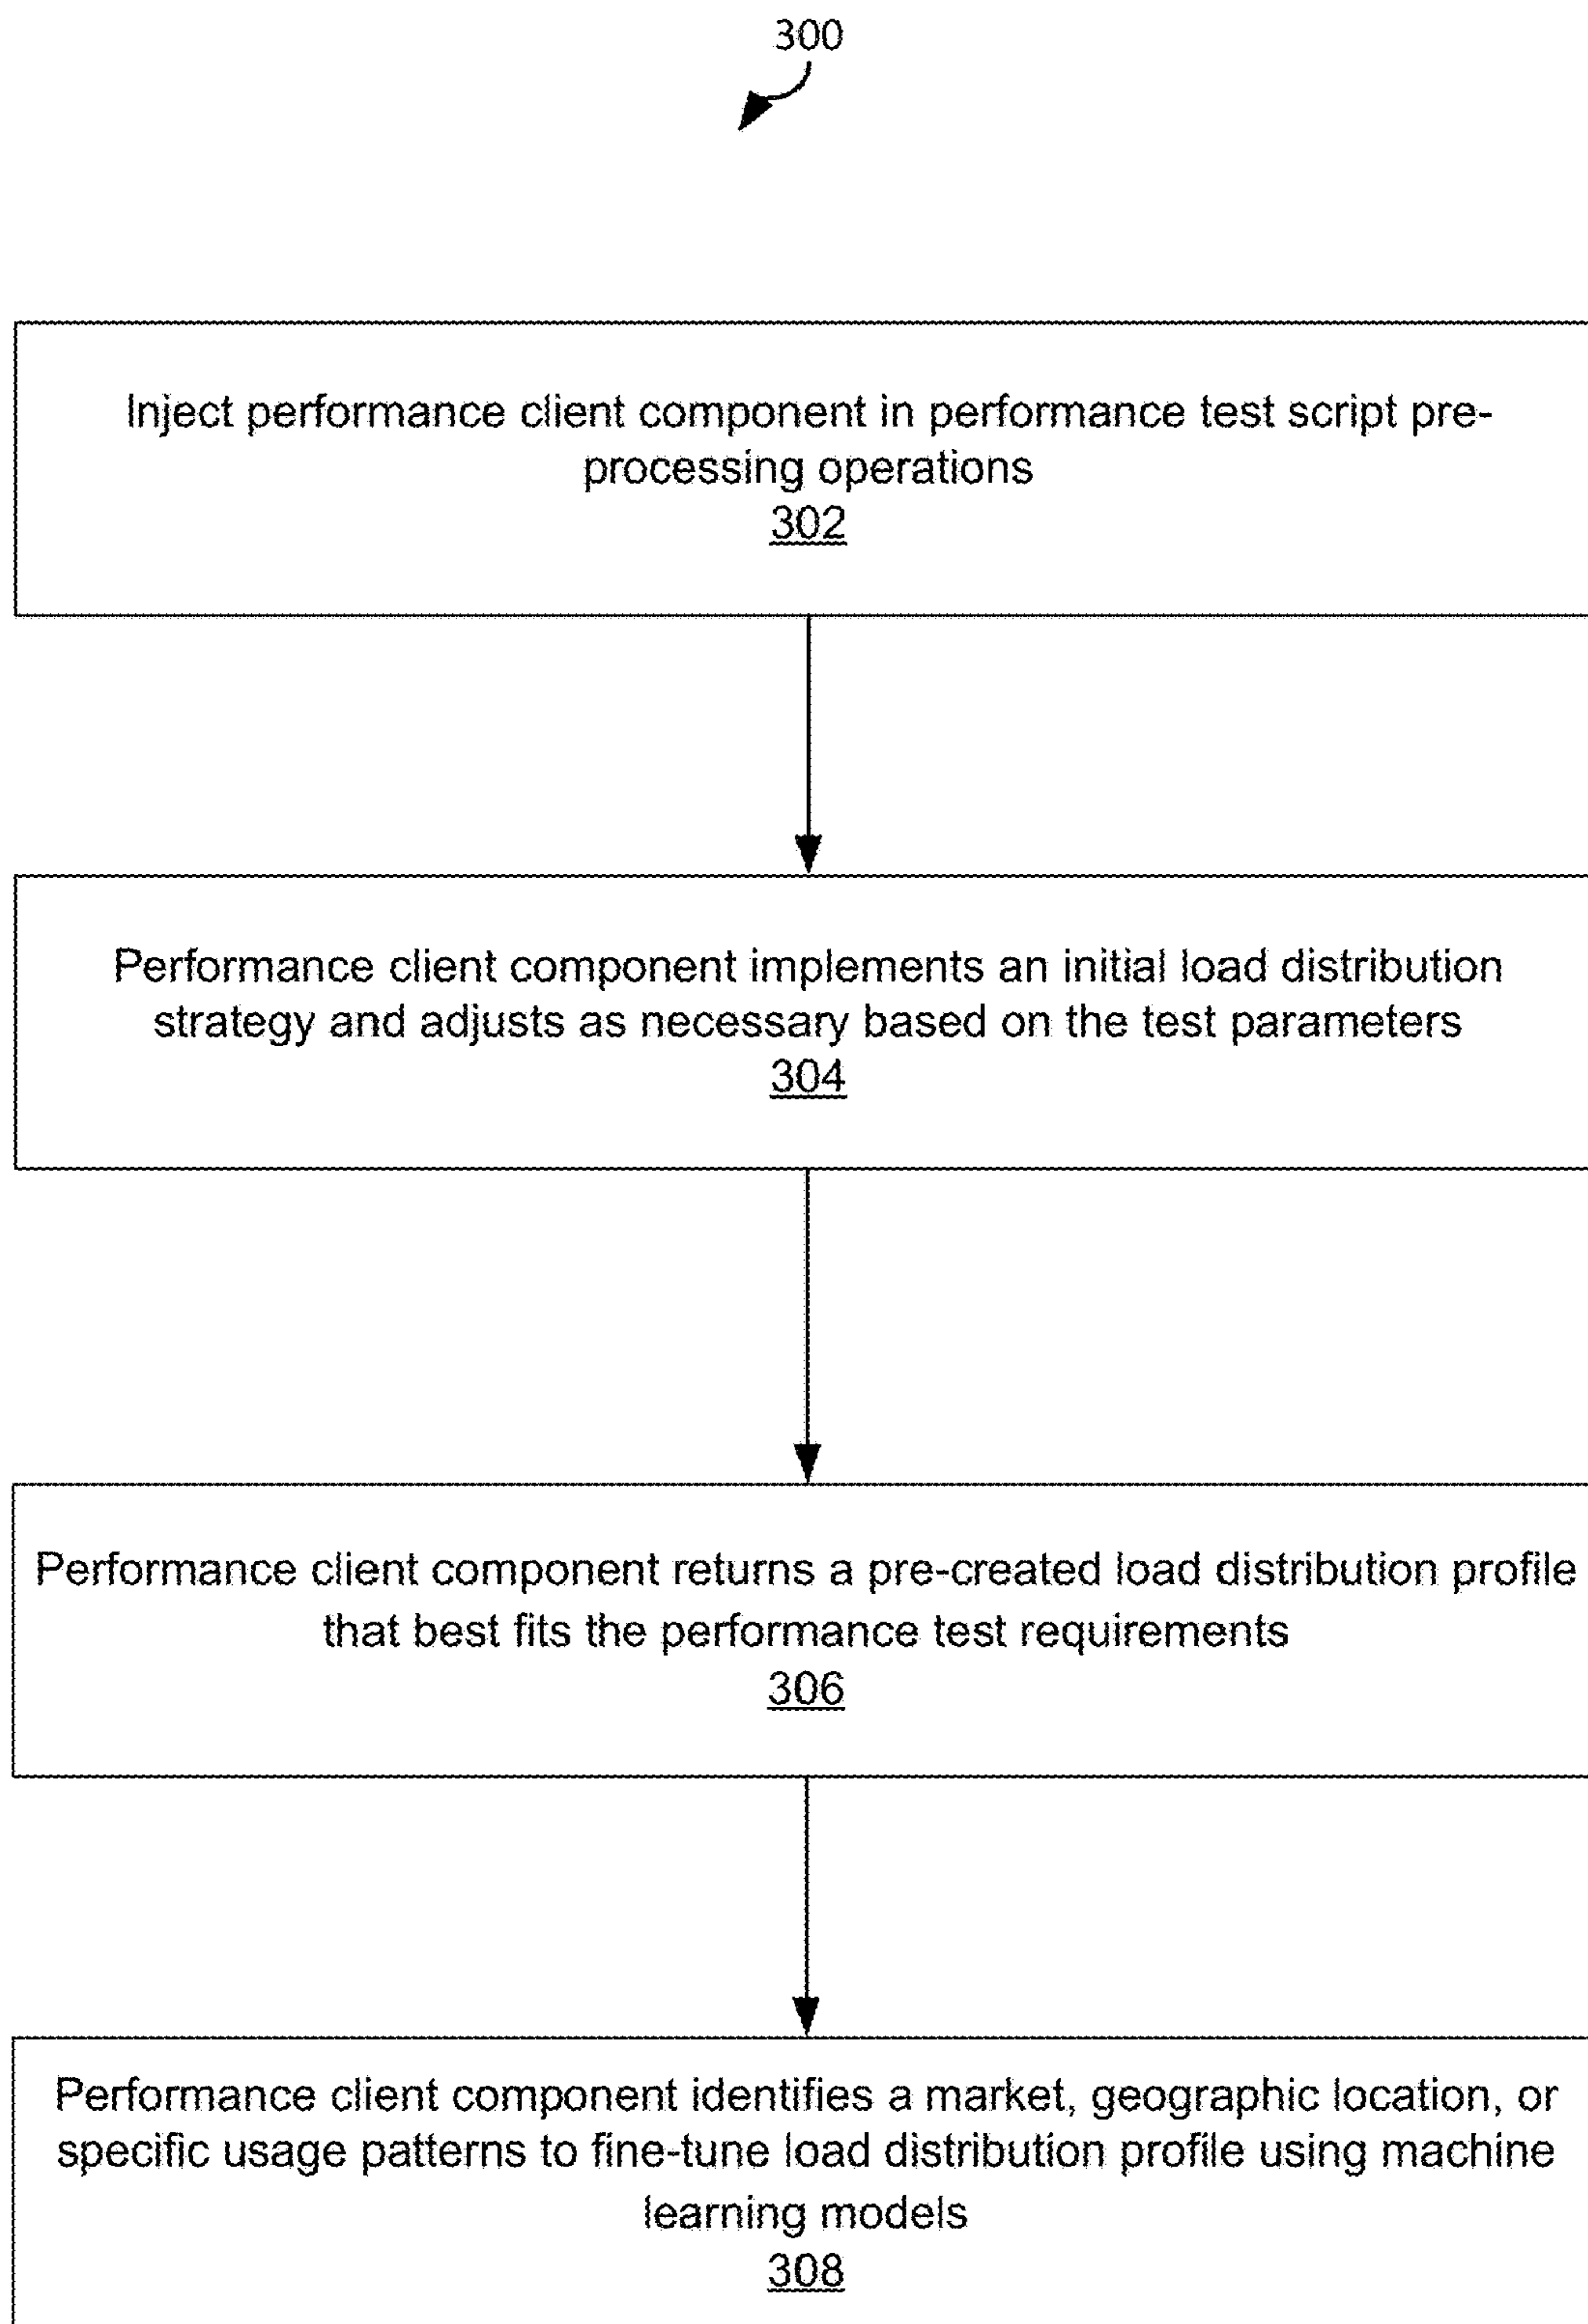 300
Inject performance client component in performance test script pre-
processing operations
302
Performance client component implements an initial load distribution
strategy and adjusts as necessary based on the test parameters
304
Performance client component returns a pre-created load distribution profile
that best fits the performance test requirements
306
Performance client component identifies a market, geographic location, or
specific usage patterns to fine-tune load distribution profile using machine
learning models
308